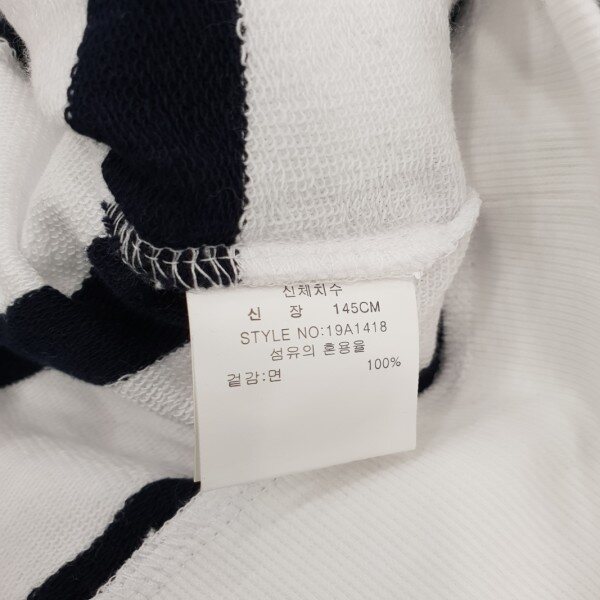 신체치수
신 장 145CM
STYLE NO:19A1418
섬유의 혼용율
겉감:면 100%